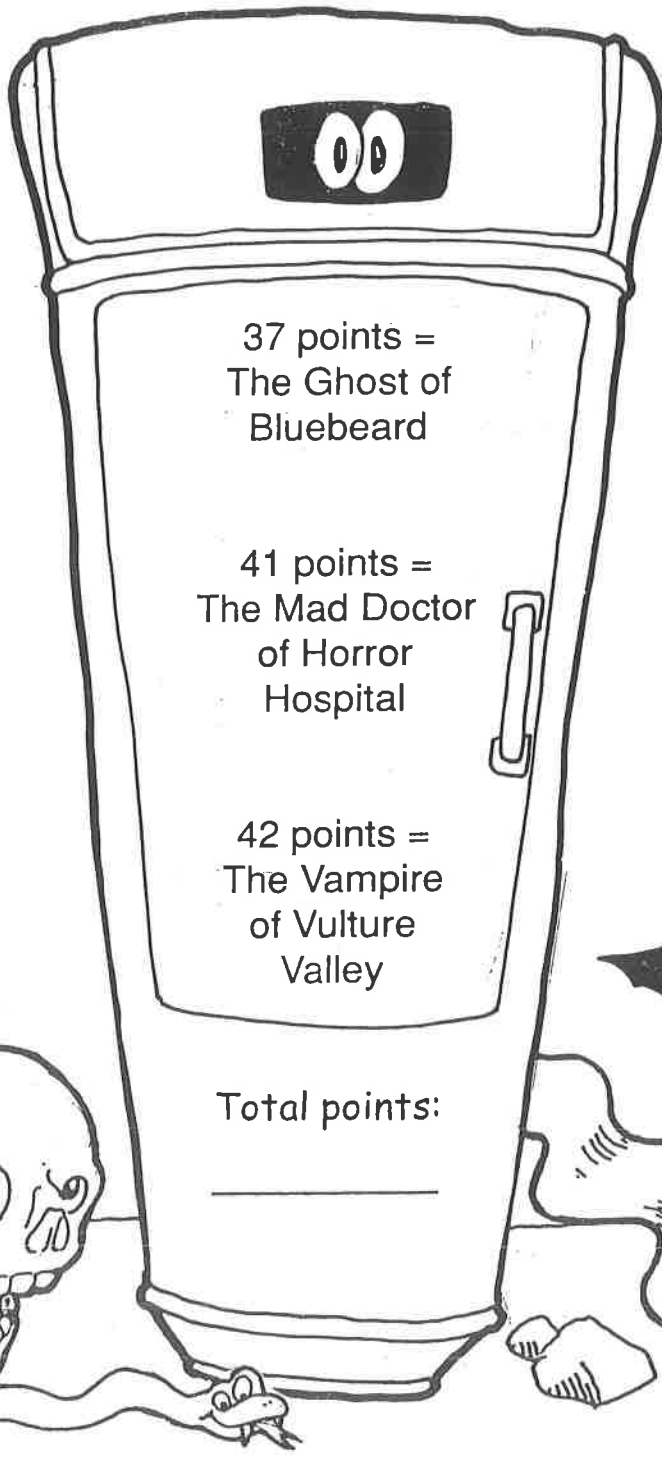 37 points =
The Ghost of
Bluebeard
41 points =
The Mad Doctor
of Horror
Hospital
42 points =
The Vampire
of Vulture
Valley
Total points: